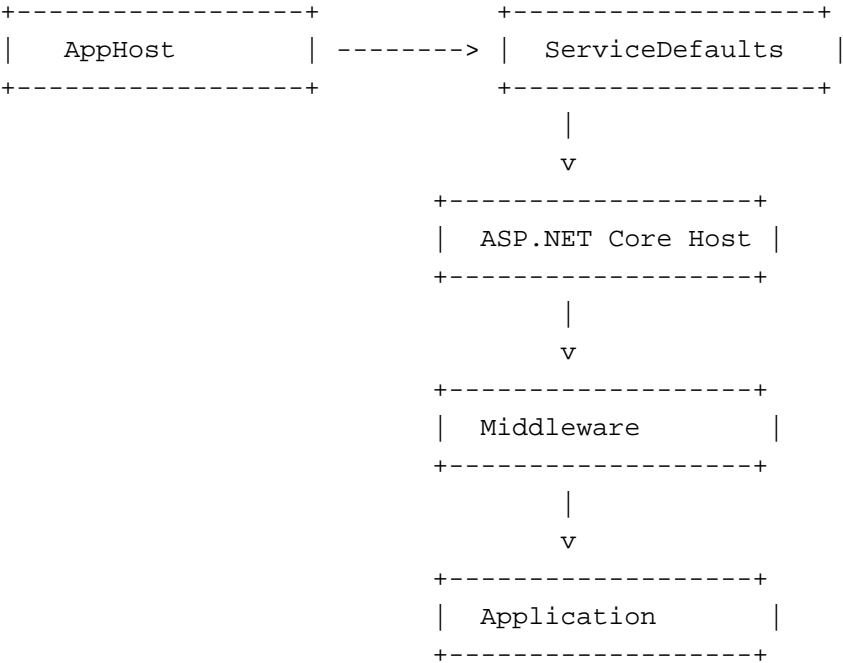 +------------------+            +-------------------+
|   AppHost        | --------> |  ServiceDefaults   |
+------------------+            +-------------------+
|
v
+-------------------+
|  ASP.NET Core Host |
+-------------------+
|
v
+-------------------+
|  Middleware        |
+-------------------+
|
v
+-------------------+
|  Application       |
+-------------------+